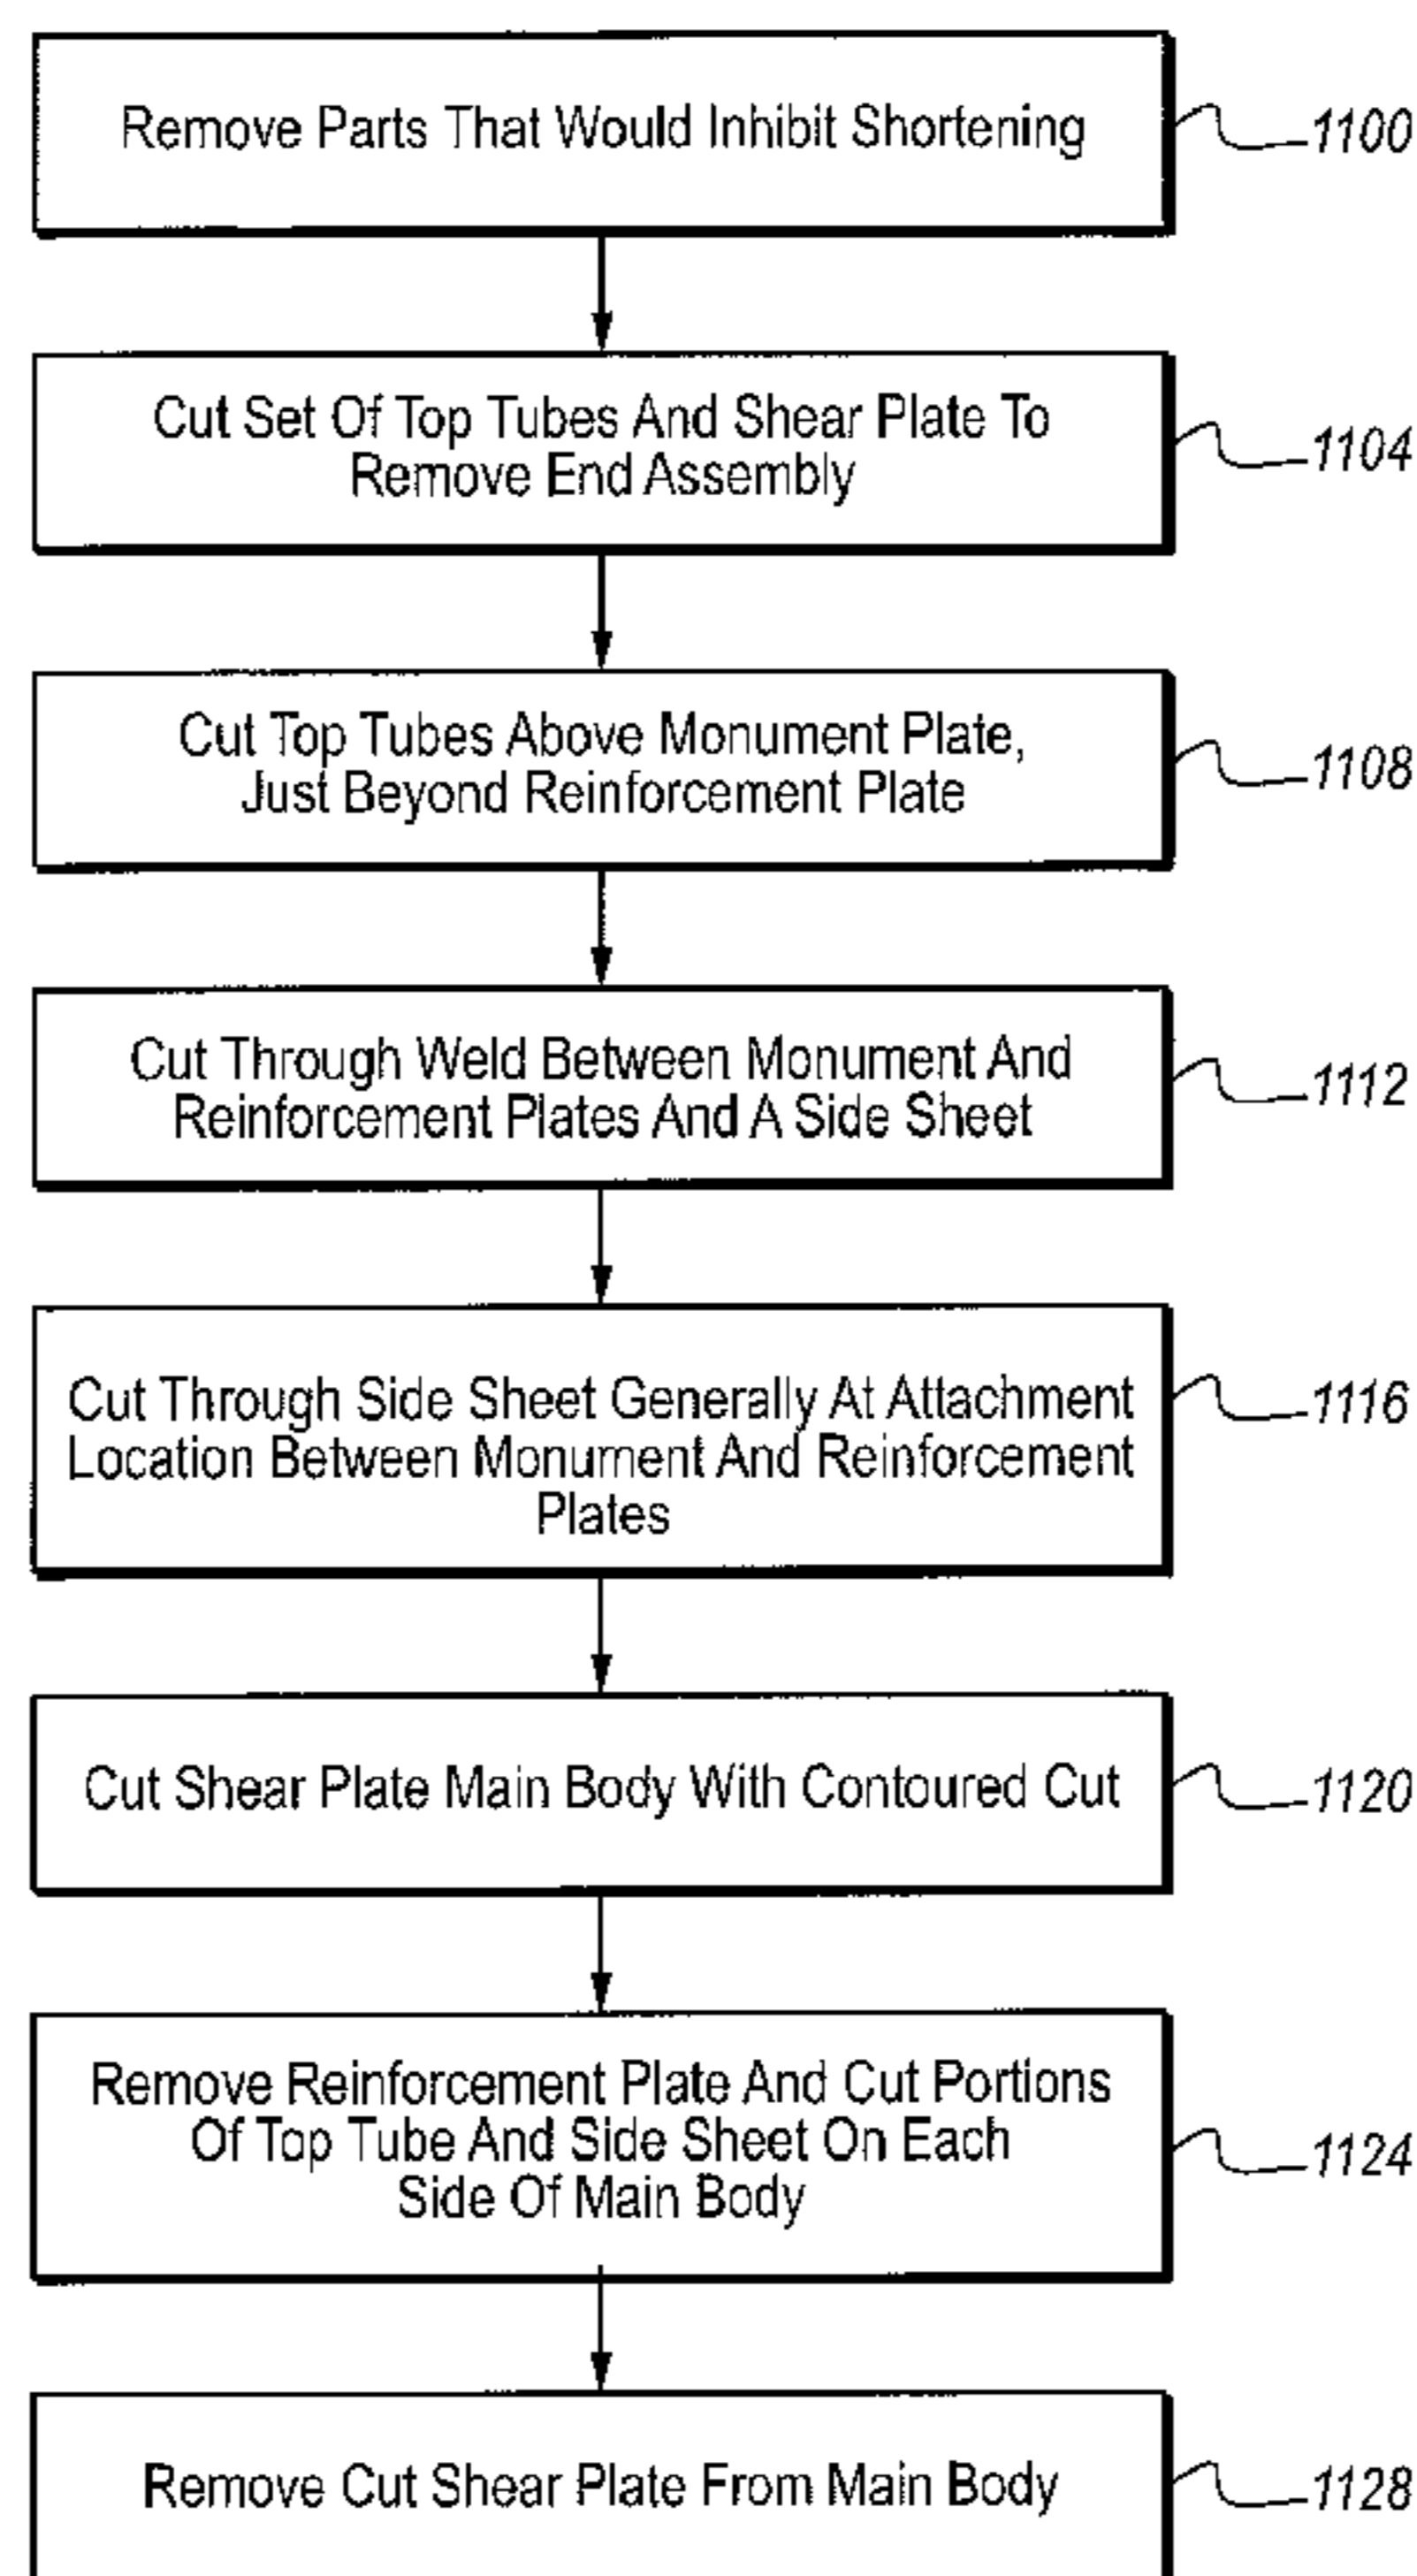 Remove Parts That Would Inhibit Shortening
1100
Cut Set Of Top Tubes And Shear Plate To
Remove End Assembly
1104
Cut Top Tubes Above Monument Plate,
Just Beyond Reinforcement Plate
1108
Cut Through Weld Between Monument And
Reinforcement Plates And A Side Sheet
1112
Cut Through Side Sheet Generally At Attachment
Location Between Monument And Reinforcement
Plates
1116
Cut Shear Plate Main Body With Contoured Cut
1120
Remove Reinforcement Plate And Cut Portions
Of Top Tube And Side Sheet On Each
Side Of Main Body
1124
Remove Cut Shear Plate From Main Body
1128